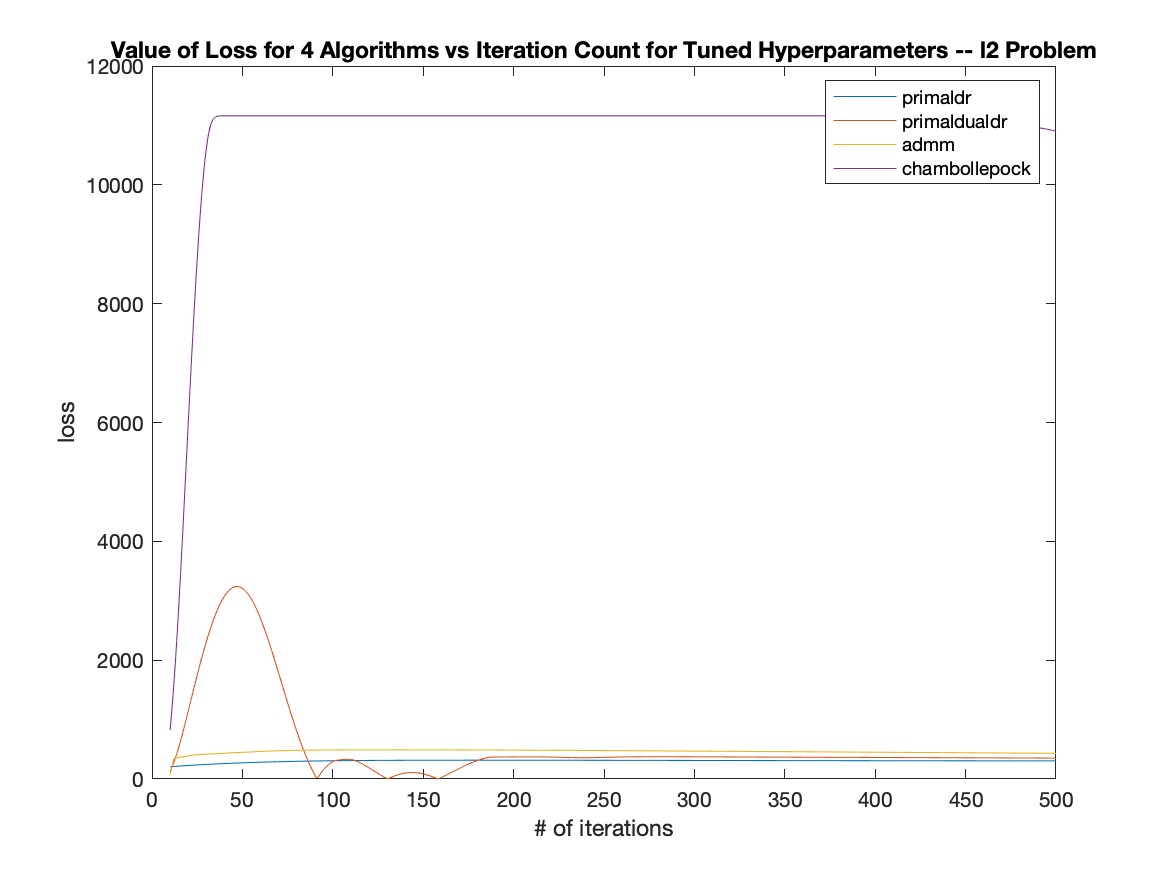 Value of Loss for 4 Algorithms vs Iteration Count for Tuned Hyperparameters -- l2 Problem
12000
10000
8000
6000
4000
2000
0
loss
primaldr
primaldualdr
admm
chambollepock
0 50 100 150 200 250 300 350 400 450 500
# of iterations